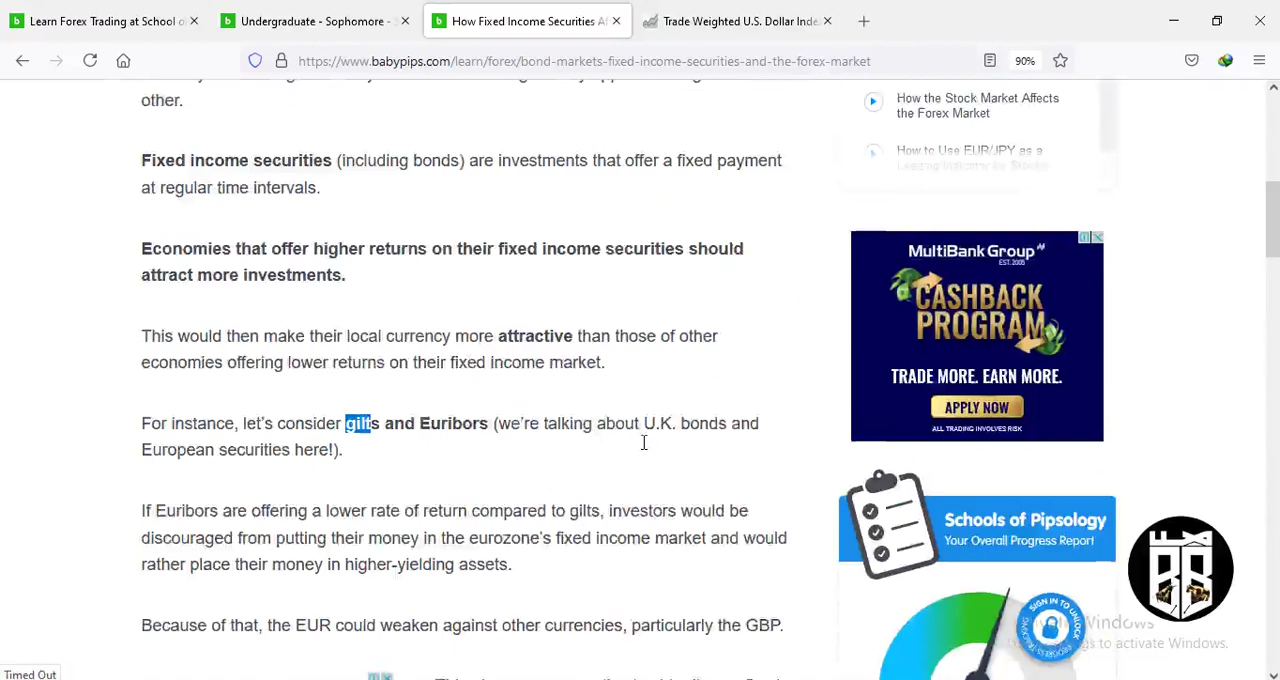 Learn Forex Trading at School o
Undergraduate - Sophomore -
How Fixed Income Securities Af
Trade Weighted U.S. Dollar Inde
https://www.babypips.com/learn/forex/bond-markets-fixed-income-securities-and-the-forex-market
90%
other.
Fixed income securities (including bonds) are investments that offer a fixed payment
at regular time intervals.
Economies that offer higher returns on their fixed income securities should
attract more investments.
This would then make their local currency more attractive than those of other
economies offering lower returns on their fixed income market.
For instance, let's consider gilts and Euribors (we're talking about U.K. bonds and
European securities here!).
If Euribors are offering a lower rate of return compared to gilts, investors would be
discouraged from putting their money in the eurozone's fixed income market and would
rather place their money in higher-yielding assets.
Because of that, the EUR could weaken against other currencies, particularly the GBP.
Timed Out
How the Stock Market Affects
the Forex Market
How to Use EUR/JPY as a
Leading Indicator for Stocks
MultiBank Group
EST. 2005
CASHBACK
PROGRAM
TRADE MORE. EARN MORE.
APPLY NOW
ALL TRADING INVOLVES RISK
Schools of Pipsology
Your Overall Progress Report
SIGN IN TO
UNLOCK
BB
Windows
to activate Windows.